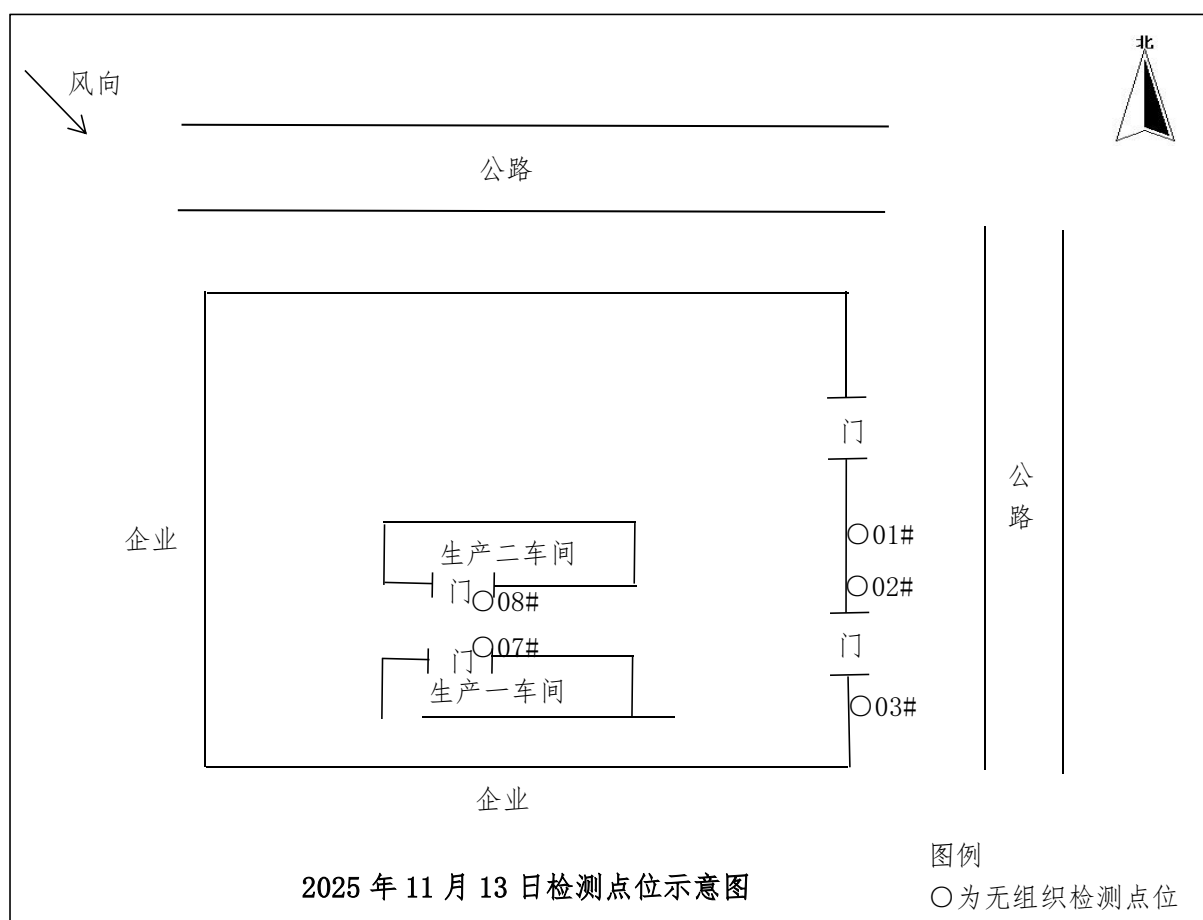 北
风向
公路
门
公
路
企业
○01#
生产二车间
○02#
门
○08#
○07#
门
门
生产一车间
○03#
企业
图例
2025 年 11 月 13 日检测点位示意图
○为无组织检测点位